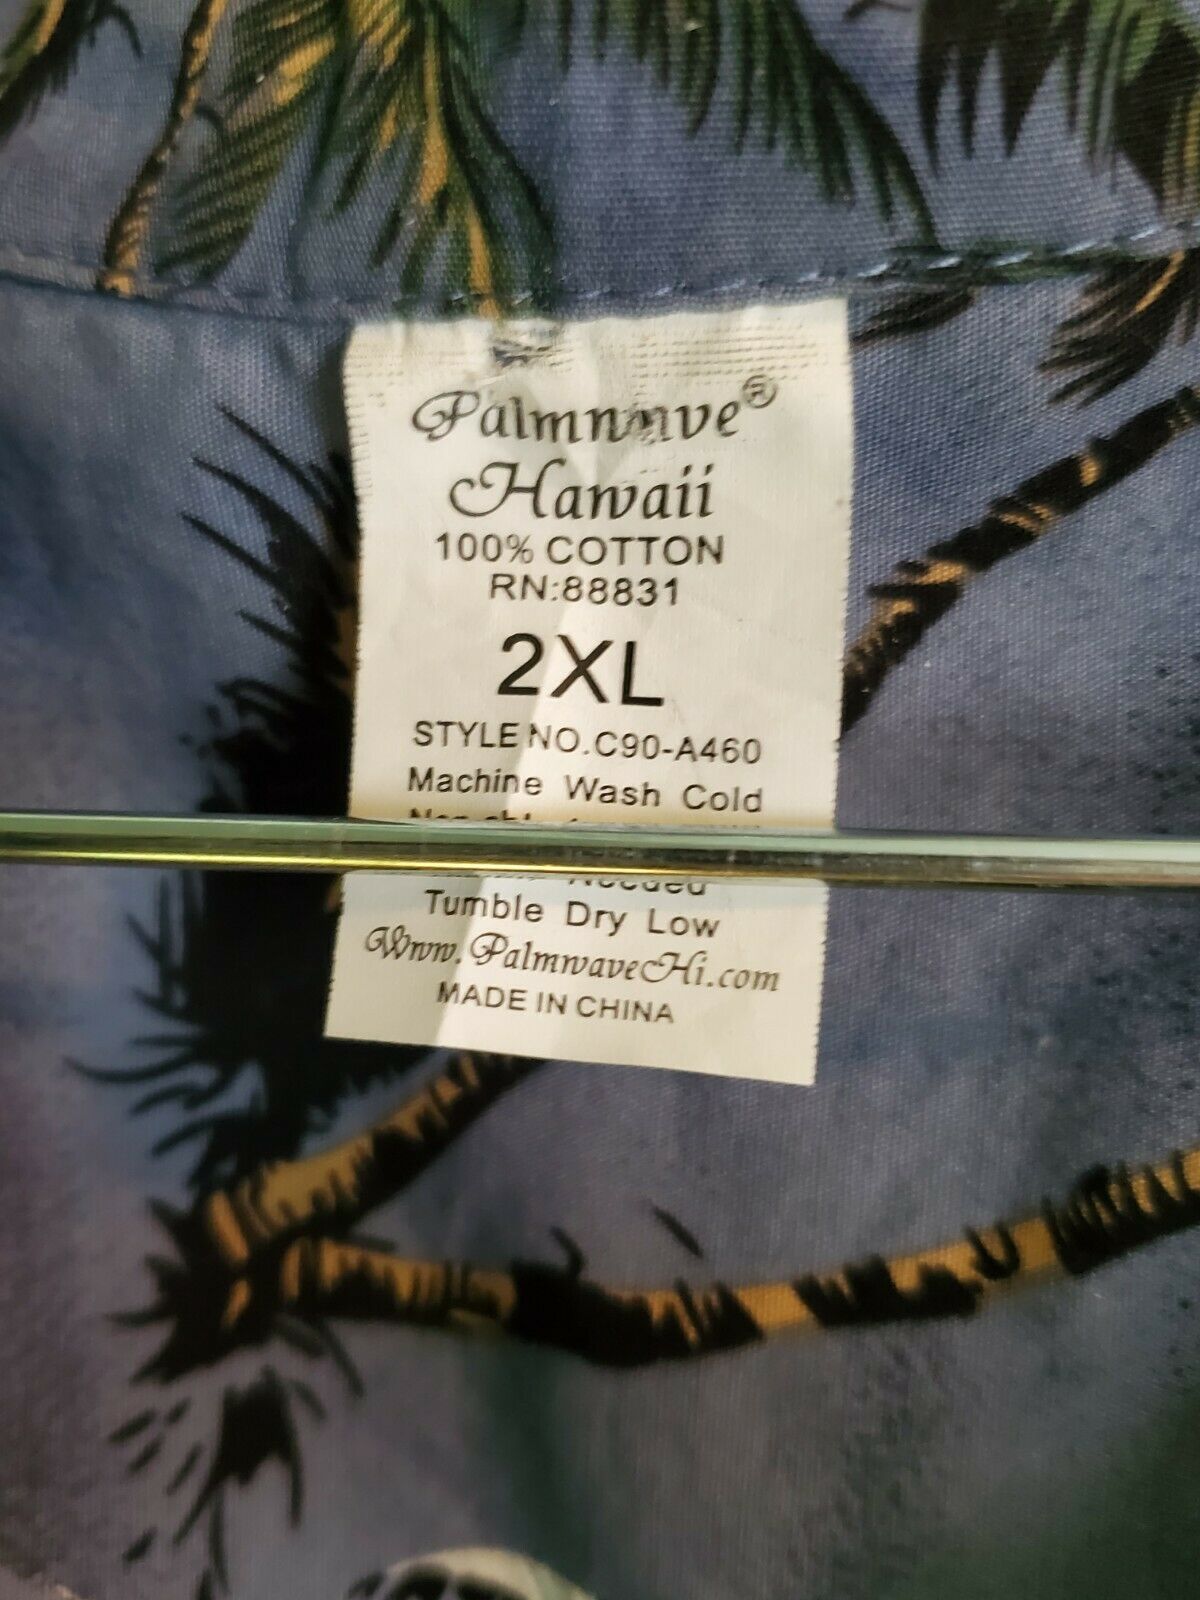 Palmwave®
Hawaii
100% COTTON
RN:88831
2XL
STYLE NO.C90-A460
Machine Wash Cold
Needed
Tumble Dry Low
Www.PalmwaveHi.com
MADE IN CHINA